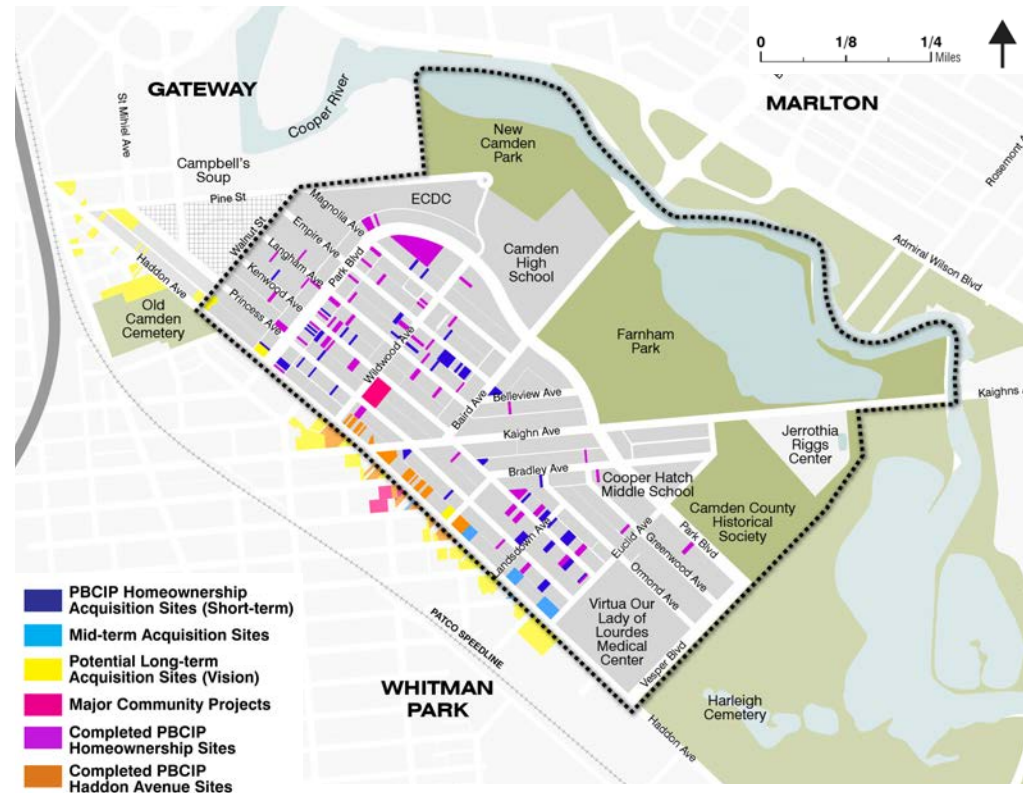 0 1/8 1/4 Miles
GATEWAY
MARLTON
St Mihiel Ave
Cooper River
Rosemont
New
Camden
Park
Campbell's
Soup
Pine St
Magnolia Ave
ECDC
Walnut St
Empire Ave
Langham Ave
Park Blvd
Camden
High
School
Admiral Wilson Blvd
Haddon Ave
Kenwood Ave
Princess Ave
Old
Camden
Cemetery
Farnham
Park
Wildwood Ave
Baird Ave
Belleview Ave
Kaighns
Kaighn Ave
Jerrothia
Riggs
Center
Bradley Ave
Cooper Hatch
Middle School
Camden County
Historical
Society
Landsdown Ave
Euclid Ave
Park Blvd
Greenwood Ave
Ormond Ave
Virtua Our
Lady of
Lourdes
Medical
Center
Vesper Blvd
PATCO SPEEDLINE
WHITMAN
PARK
Harleigh
Cemetery
Haddon Ave
PBCIP Homeownership
Acquisition Sites (Short-term)
Mid-term Acquisition Sites
Potential Long-term
Acquisition Sites (Vision)
Major Community Projects
Completed PBCIP
Homeownership Sites
Completed PBCIP
Haddon Avenue Sites